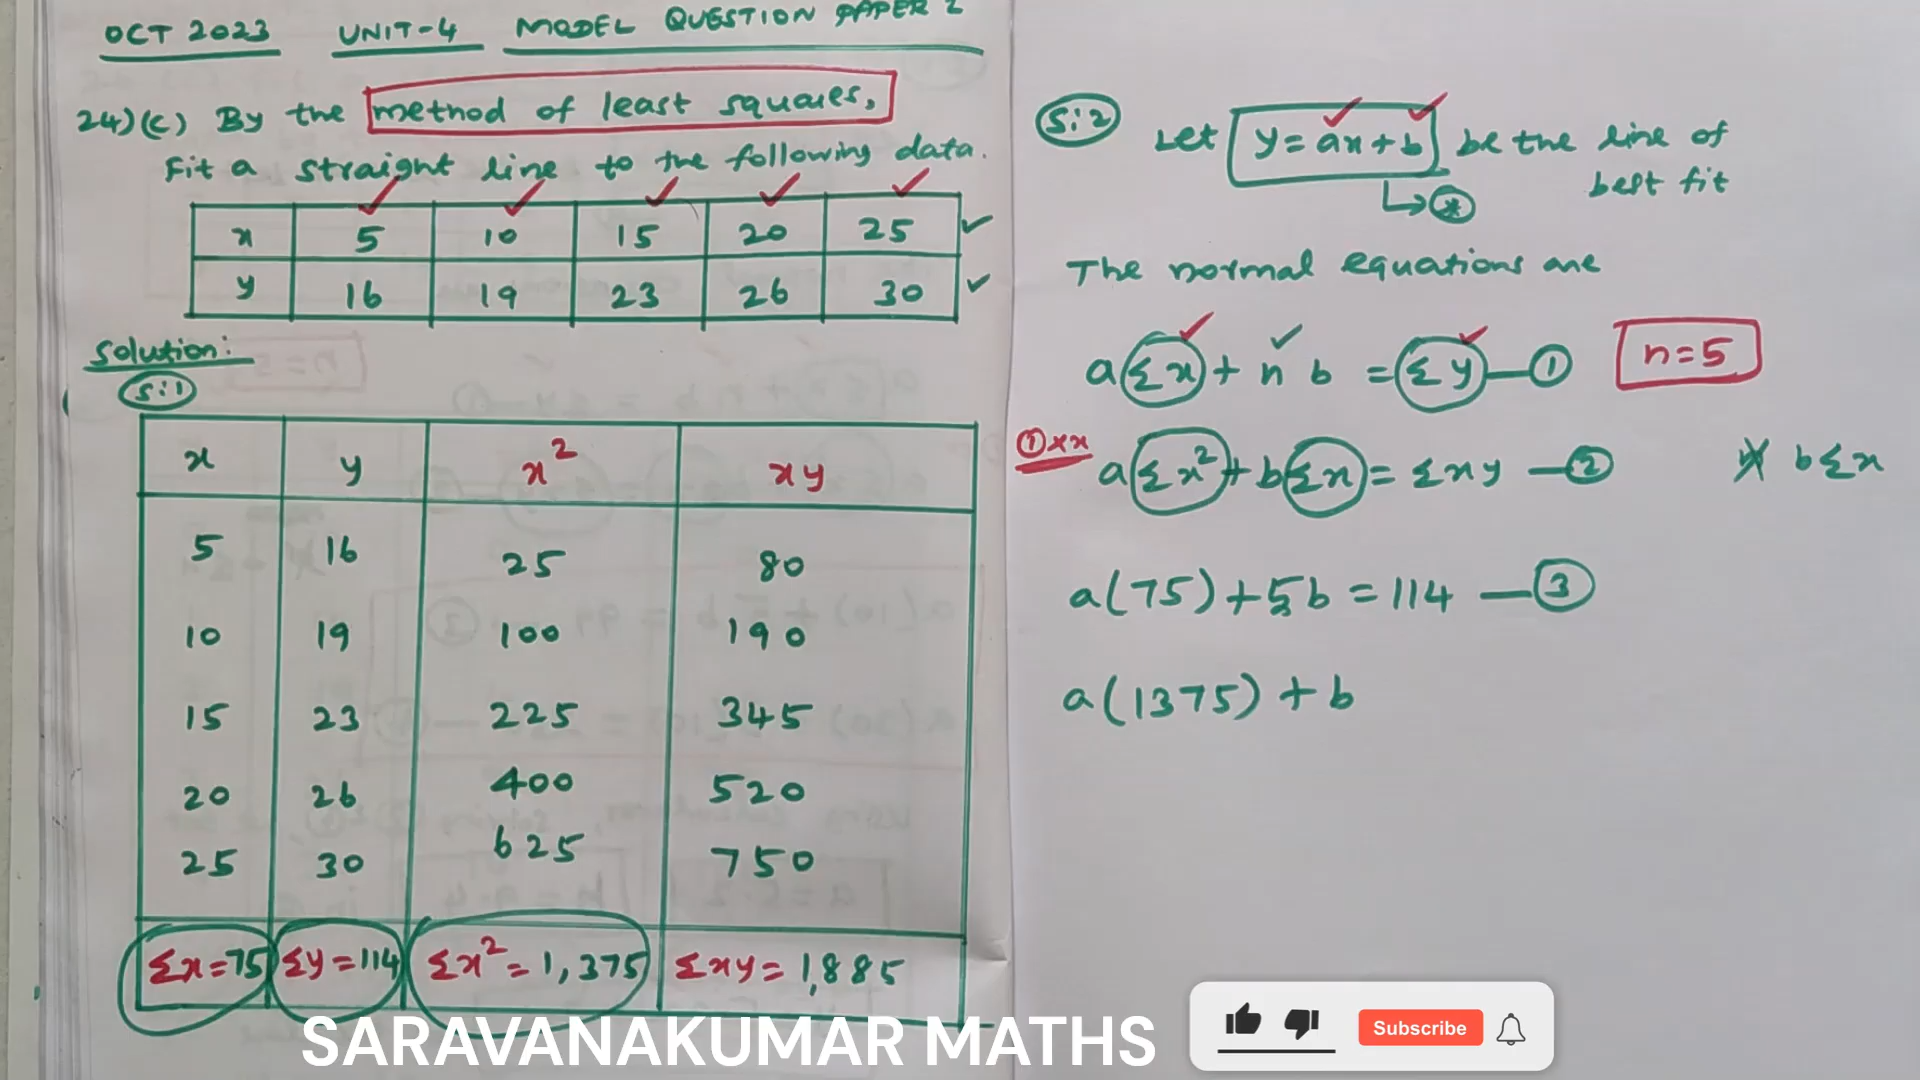 OCT 2023 UNIT-4 MODEL QUESTION PAPER 2
24)(c) By the method of least squares,
Fit a straight line to the following data.
x 5 10 15 20 25
y 16 19 23 26 30
Solution:
S:1
x y x² xy
5 16 25 80
10 19 100 190
15 23 225 345
20 26 400 520
25 30 625 750
Σx=75 Σy=114 Σx²=1,375 Σxy=1,885
S:2 Let y=ax+b be the line of
best fit
*
The normal equations are
aΣx + n b = Σy — 1 n=5
①×x aΣx² + bΣx = Σxy — 2 bΣx
a(75)+5b=114 — 3
a(1375)+b
SARAVANAKUMAR MATHS
Subscribe